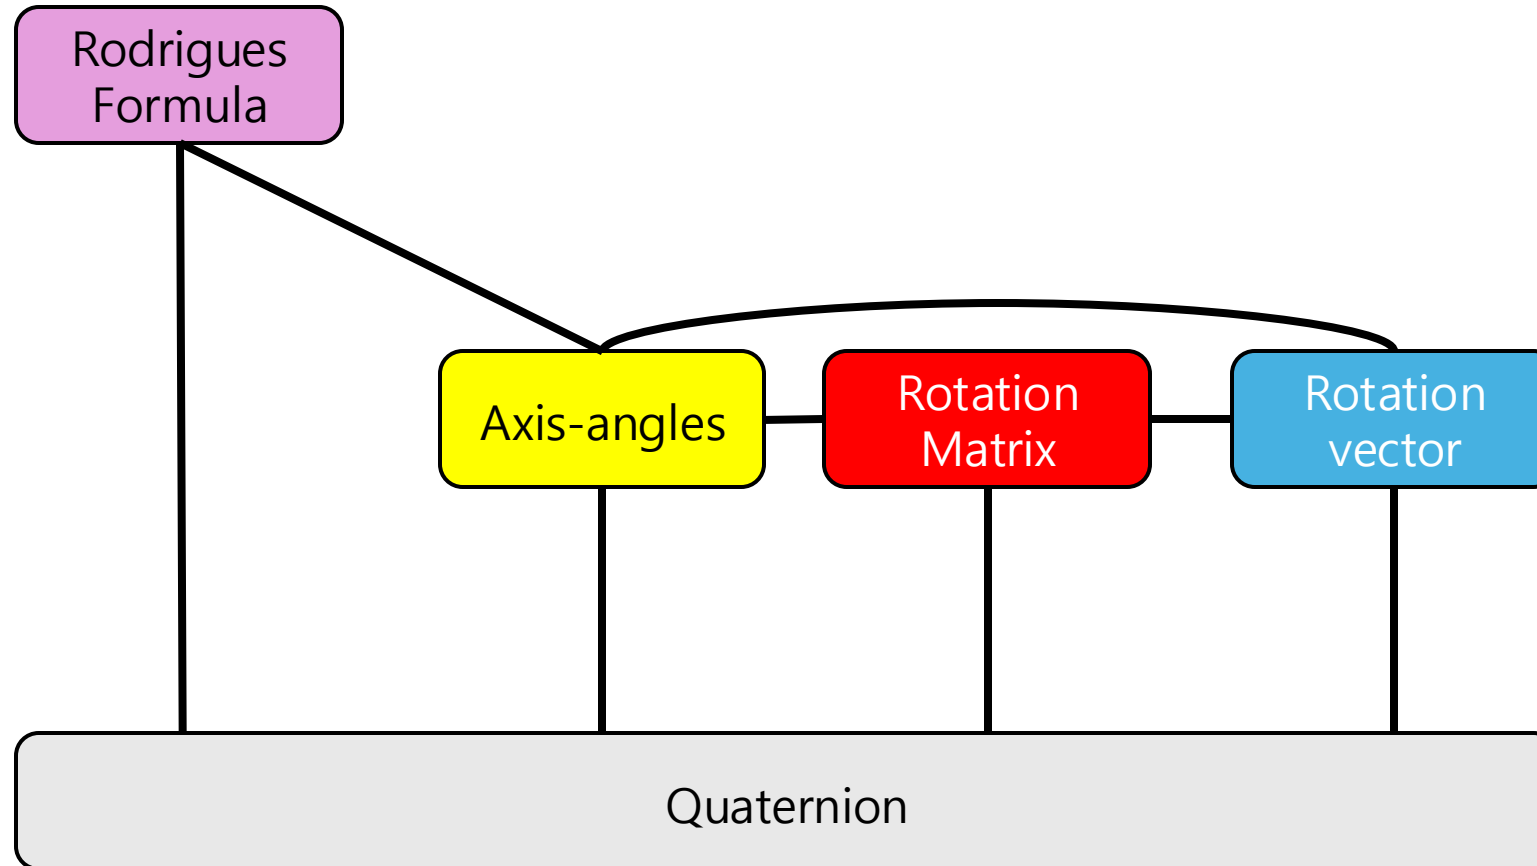 Rodrigues
Formula
Axis-angles
Rotation
Matrix
Rotation
vector
Quaternion